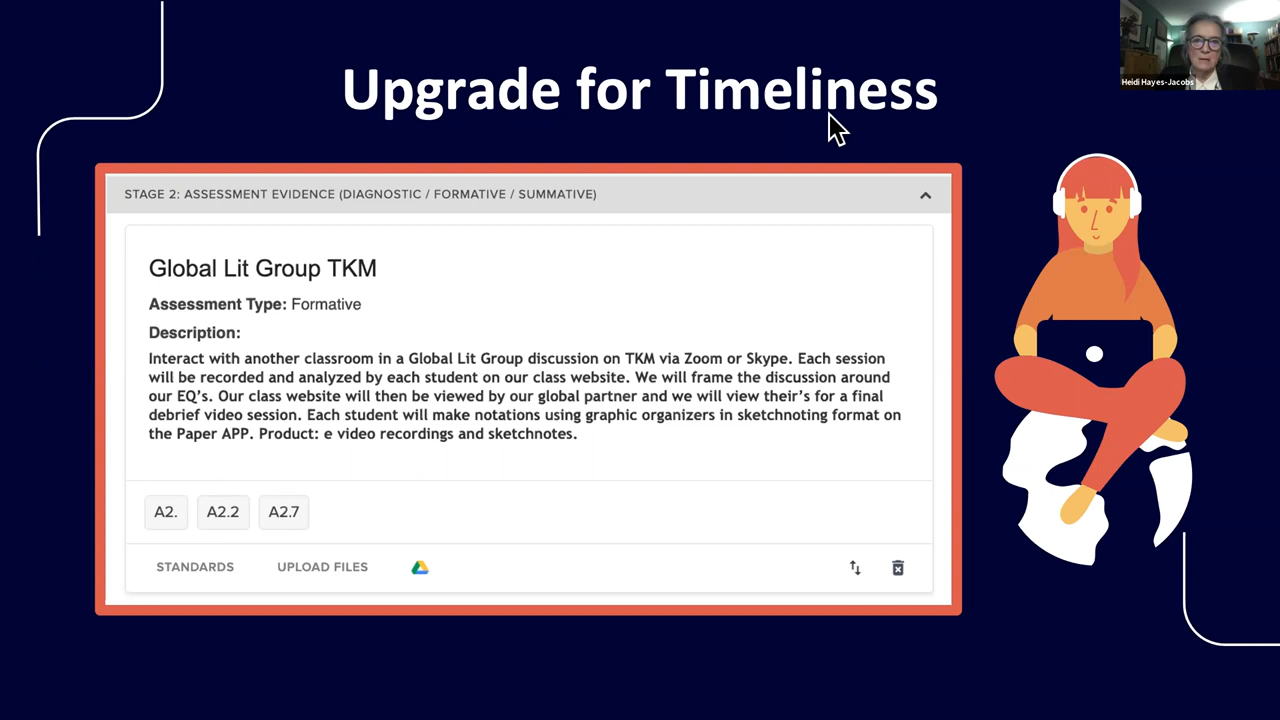 Upgrade for Timeliness
Heidi Hayes-Jacobs
STAGE 2: ASSESSMENT EVIDENCE (DIAGNOSTIC / FORMATIVE / SUMMATIVE)
Global Lit Group TKM
Assessment Type: Formative
Description:
Interact with another classroom in a Global Lit Group discussion on TKM via Zoom or Skype. Each session
will be recorded and analyzed by each student on our class website. We will frame the discussion around
our EQ’s. Our class website will then be viewed by our global partner and we will view their’s for a final
debrief video session. Each student will make notations using graphic organizers in sketchnoting format on
the Paper APP. Product: e video recordings and sketchnotes.
A2. A2.2 A2.7
STANDARDS UPLOAD FILES